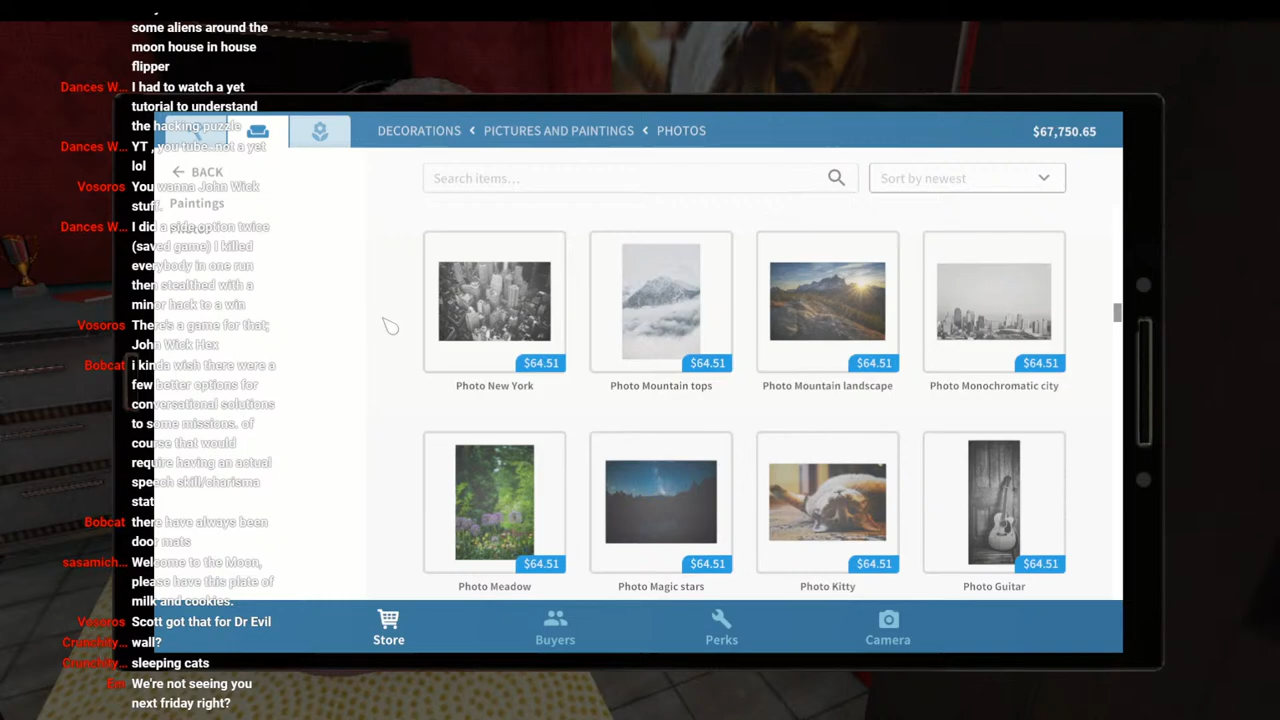 some aliens around the
moon house in house
flipper
Dances W... I had to watch a yet
tutorial to understand
the hacking puzzle
Dances W... YT , you tube..not a yet
lol
Vosoros You wanna John Wick
stuff.
Dances W... I did a side option twice
(saved game) I killed
everybody in one run
then stealthed with a
minor hack to a win
Vosoros There's a game for that;
John Wick Hex
Bobcat i kinda wish there were a
few better options for
conversational solutions
to some missions. of
course that would
require having an actual
speech skill/charisma
stat
Bobcat there have always been
door mats
sasamich... Welcome to the Moon,
please have this plate of
milk and cookies.
Vosoros Scott got that for Dr Evil
Crunchity... wall?
Crunchity... sleeping cats
We're not seeing you
next friday right?
DECORATIONS < PICTURES AND PAINTINGS < PHOTOS
$67,750.65
← BACK
Paintings
Search items...
Sort by newest
$64.51 $64.51 $64.51 $64.51
Photo New York Photo Mountain tops Photo Mountain landscape Photo Monochromatic city
$64.51 $64.51 $64.51 $64.51
Photo Meadow Photo Magic stars Photo Kitty Photo Guitar
Store Buyers Perks Camera